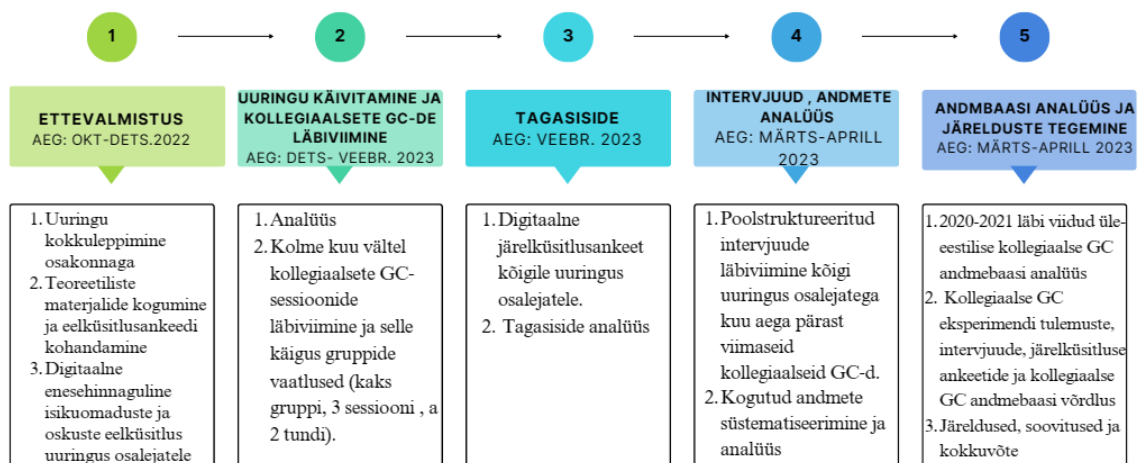 1
2
3
4
5
ETTEVALMISTUS
AEG: OKT-DETS.2022
UURINGU KÄIVITAMINE JA
KOLLEGIAALSETE GC-DE
LÄBIVIIMINE
AEG: DETS- VEEBR. 2023
TAGASISIDE
AEG: VEEBR. 2023
INTERVJUUD , ANDMETE
ANALÜÜS
AEG: MÄRTS-APRILL
2023
ANDMBAASI ANALÜÜS JA
JÄRELDUSTE TEGEMINE
AEG: MÄRTS-APRILL 2023
1. Uuringu
kokkuleppimine
osakonnaga
2. Teoreetiliste
materjalide kogumine
ja eelküsitlusankeedi
kohandamine
3. Digitaalne
enesehinnaguline
isikuomaduste ja
oskuste eelküsitlus
uuringus osalejatele
1. Analüüs
2. Kolme kuu vältel
kollegiaalsete GC-
sessioonide
läbiviimine ja selle
käigus gruppide
vaatlused (kaks
gruppi, 3 sessiooni , a
2 tundi).
1. Digitaalne
järelküsitlusankeet
kõigile uuringus
osalejatele.
2. Tagasiside analüüs
1. Poolstruktureeritud
intervjuude
läbiviimine kõigi
uuringus osalejatega
kuu aega pärast
viimaseid
kollegiaalseid GC-d.
2. Kogutud andmete
süstematiseerimine ja
analüüs
1. 2020-2021 läbi viidud üle-
eestilise kollegiaalse GC
andmebaasi analüüs
2. Kollegiaalse GC
eksperimendi tulemuste,
intervjuude, järelküsitluse
ankeetide ja kollegiaalse
GC andmebaasi võrdlus
3. Järeldused, soovitused ja
kokkuvõte